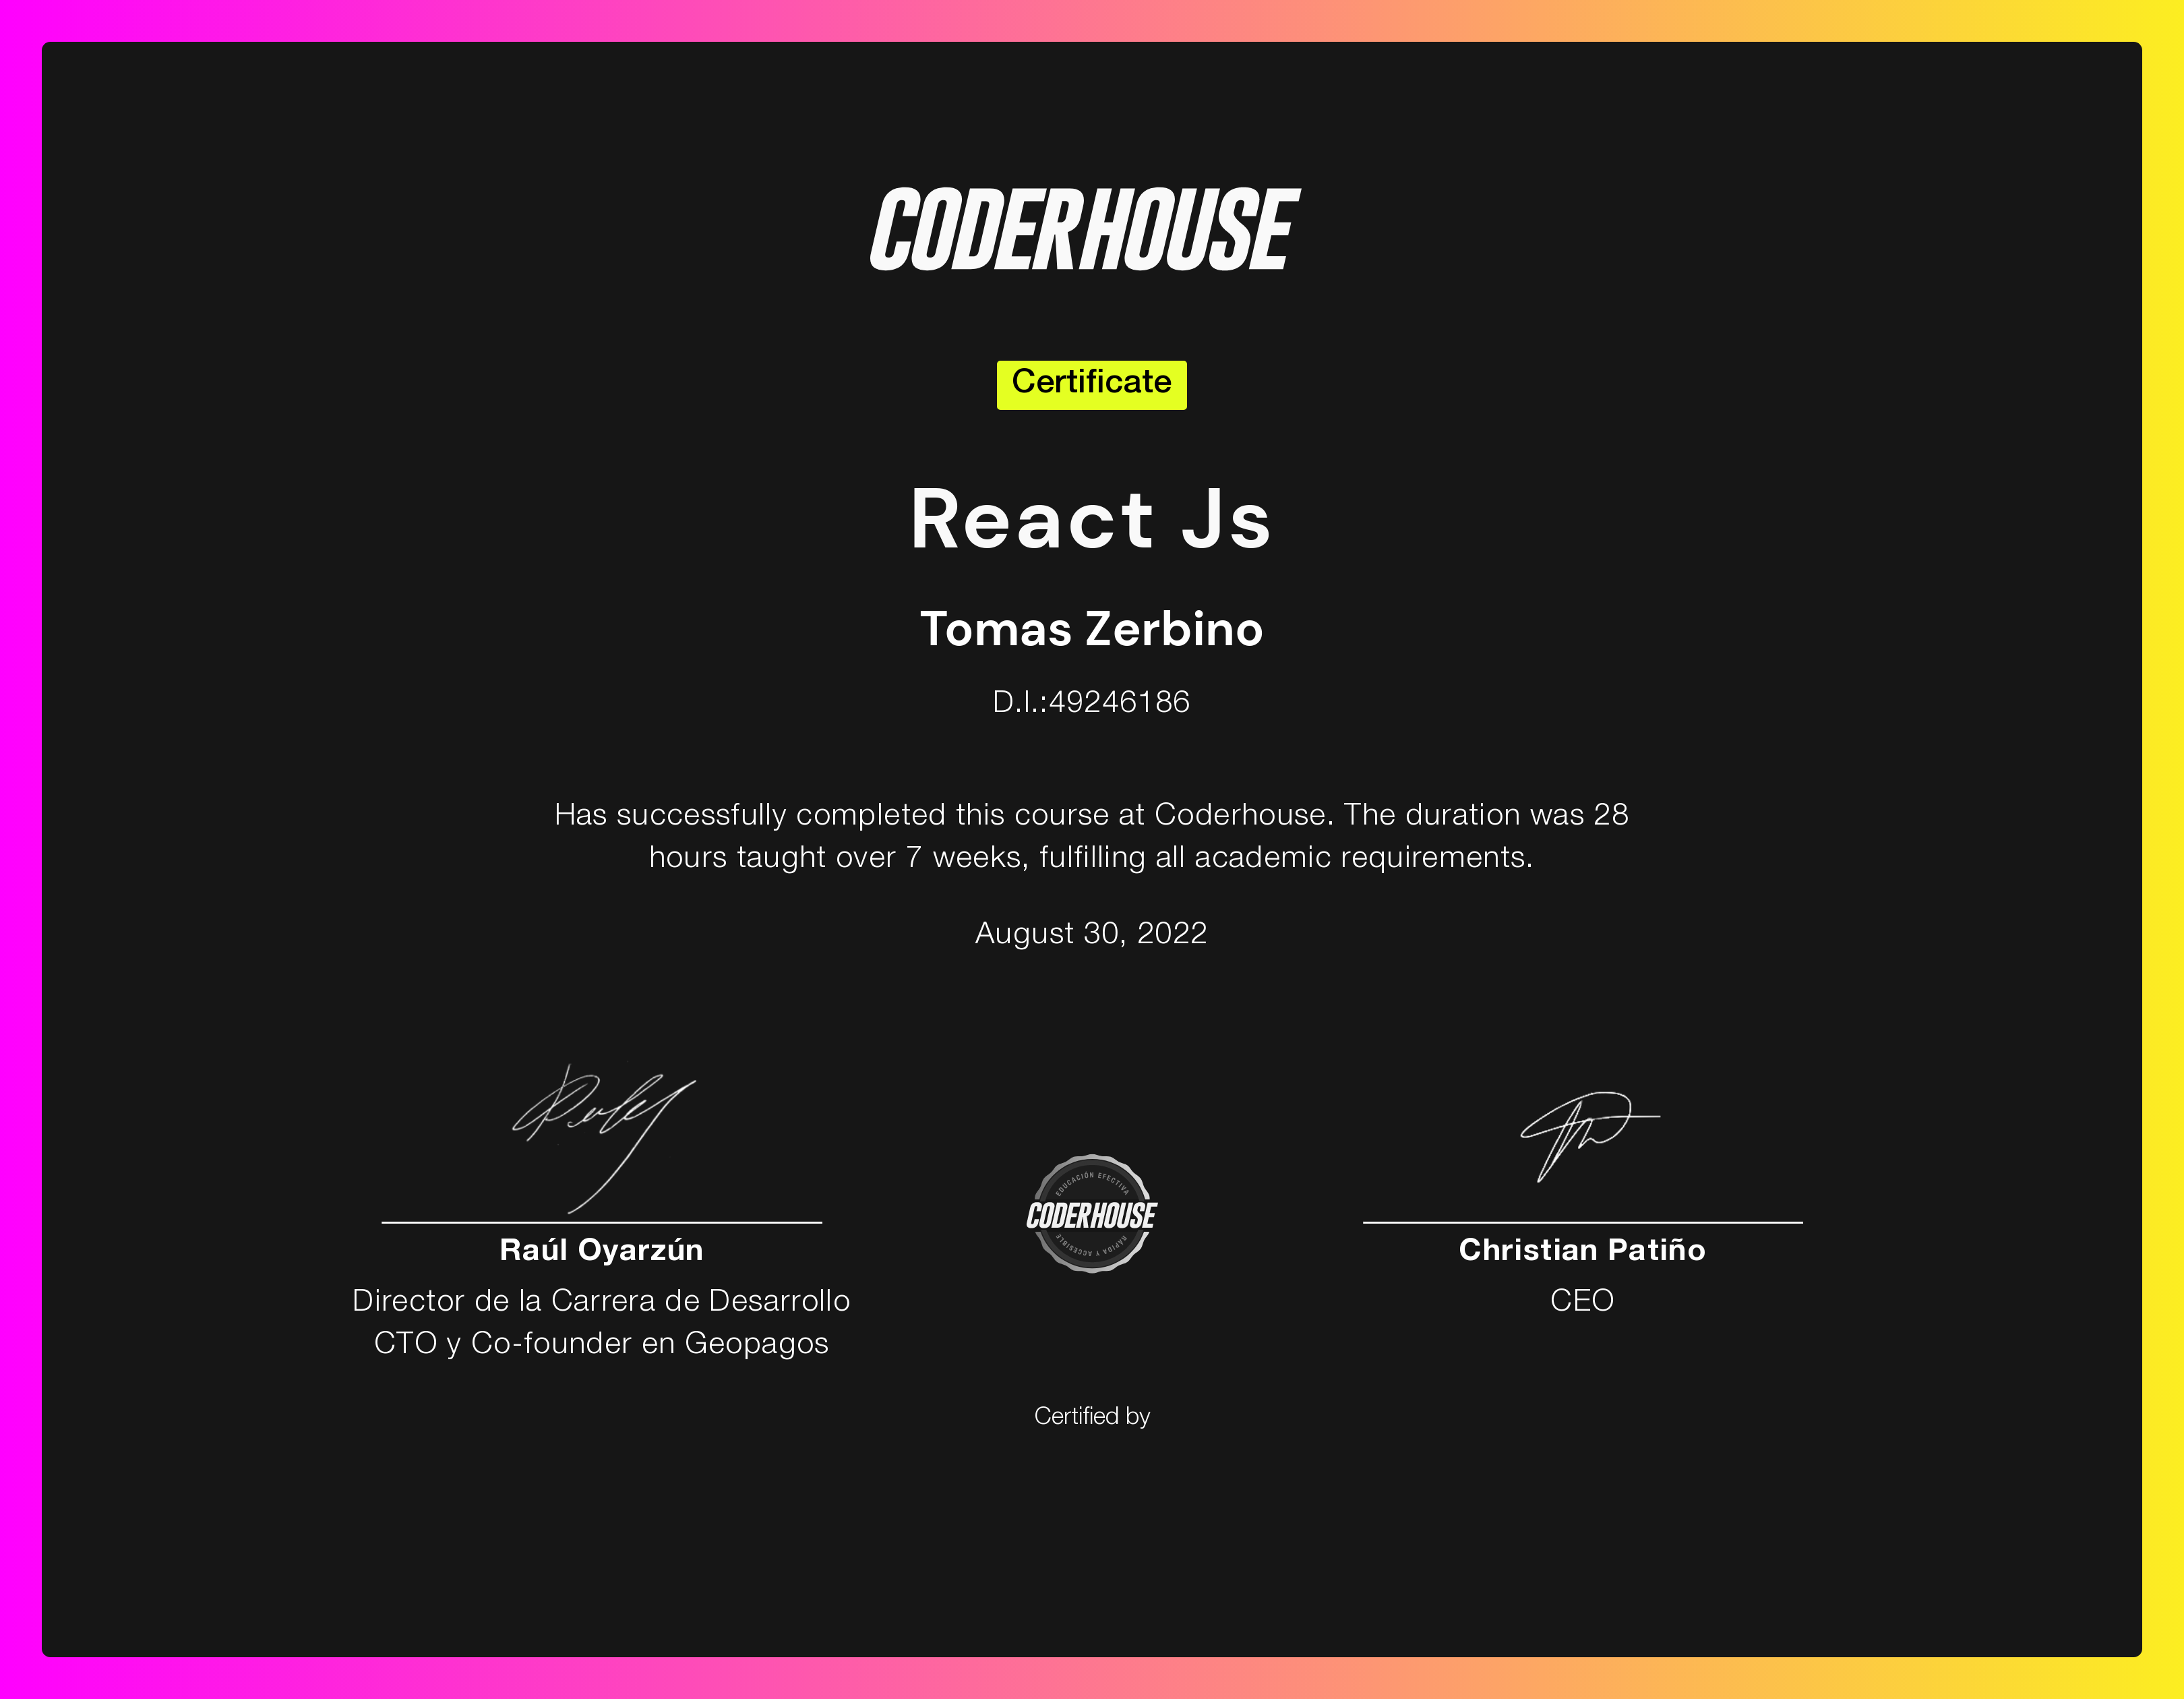 CODERHOUSE
Certificate
React Js
Tomas Zerbino
D.I.:49246186
Has successfully completed this course at Coderhouse. The duration was 28
hours taught over 7 weeks, fulfilling all academic requirements.
August 30, 2022
EDUCACIÓN EFECTIVA
CODERHOUSE
RÁPIDA Y ACCESIBLE
Raúl Oyarzún
Director de la Carrera de Desarrollo
CTO y Co-founder en Geopagos
Christian Patiño
CEO
Certified by